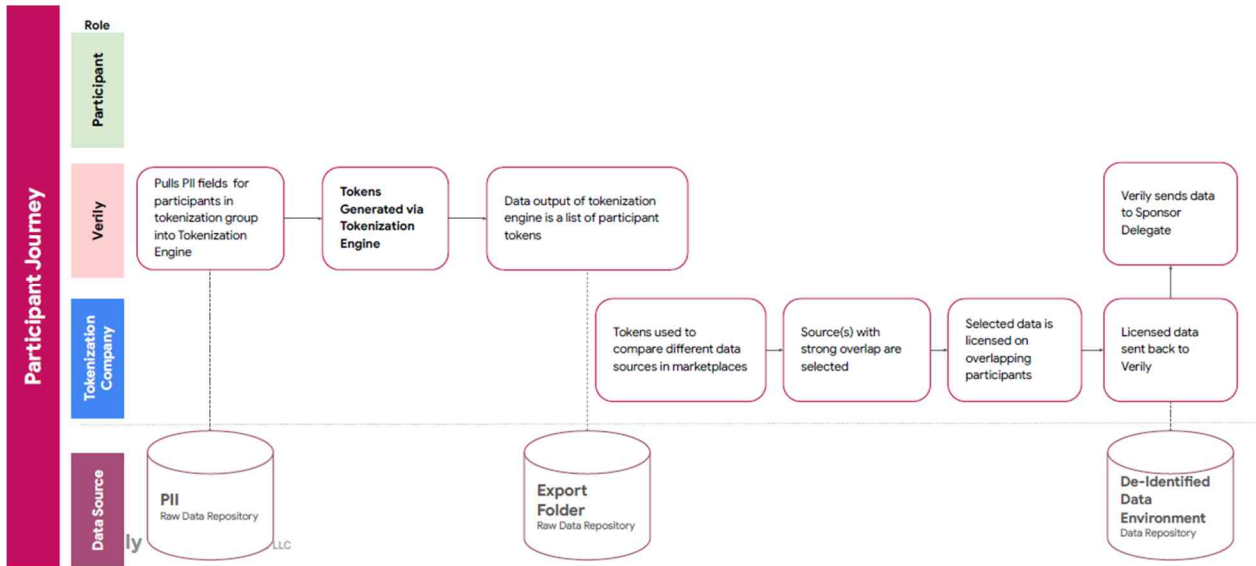 Participant Journey
Role
Participant
Verily
Pulls PII fields for
participants in
tokenization group
into Tokenization
Engine
Tokens
Generated via
Tokenization
Engine
Data output of tokenization
engine is a list of participant
tokens
Verily sends data
to Sponsor
Delegate
Tokenization
Company
Tokens used to
compare different data
sources in marketplaces
Source(s) with
strong overlap are
selected
Selected data is
licensed on
overlapping
participants
Licensed data
sent back to
Verily
Data Source
PII
Raw Data Repository
Export
Folder
Raw Data Repository
De-Identified
Data
Environment
Data Repository
ly
LLC